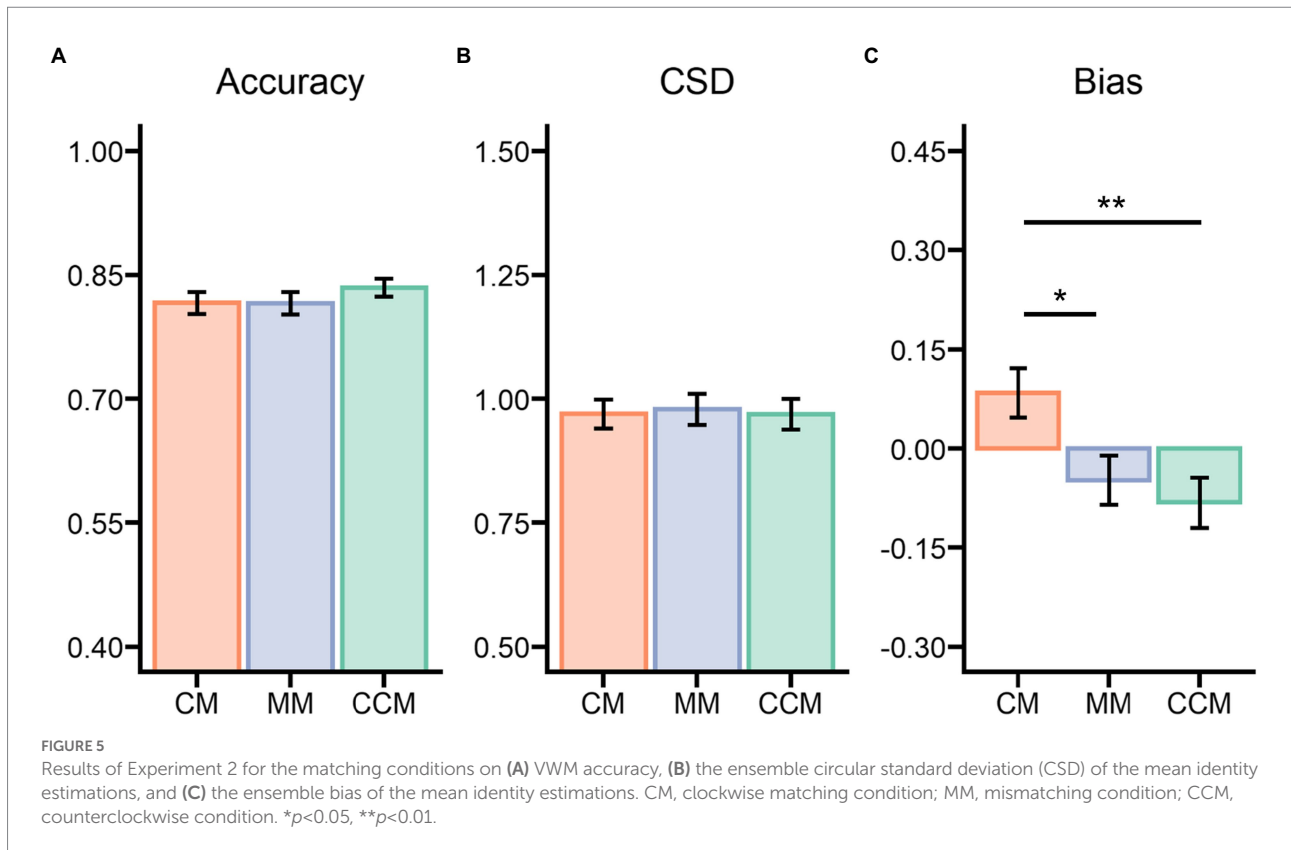 A
Accuracy
1.00
0.85
0.70
0.55
0.40
CM MM CCM
B
CSD
1.50
1.25
1.00
0.75
0.50
CM MM CCM
C
Bias
0.45
0.30
0.15
0.00
-0.15
-0.30
**
*
CM MM CCM
FIGURE 5
Results of Experiment 2 for the matching conditions on (A) VWM accuracy, (B) the ensemble circular standard deviation (CSD) of the mean identity
estimations, and (C) the ensemble bias of the mean identity estimations. CM, clockwise matching condition; MM, mismatching condition; CCM,
counterclockwise condition. *p<0.05, **p<0.01.